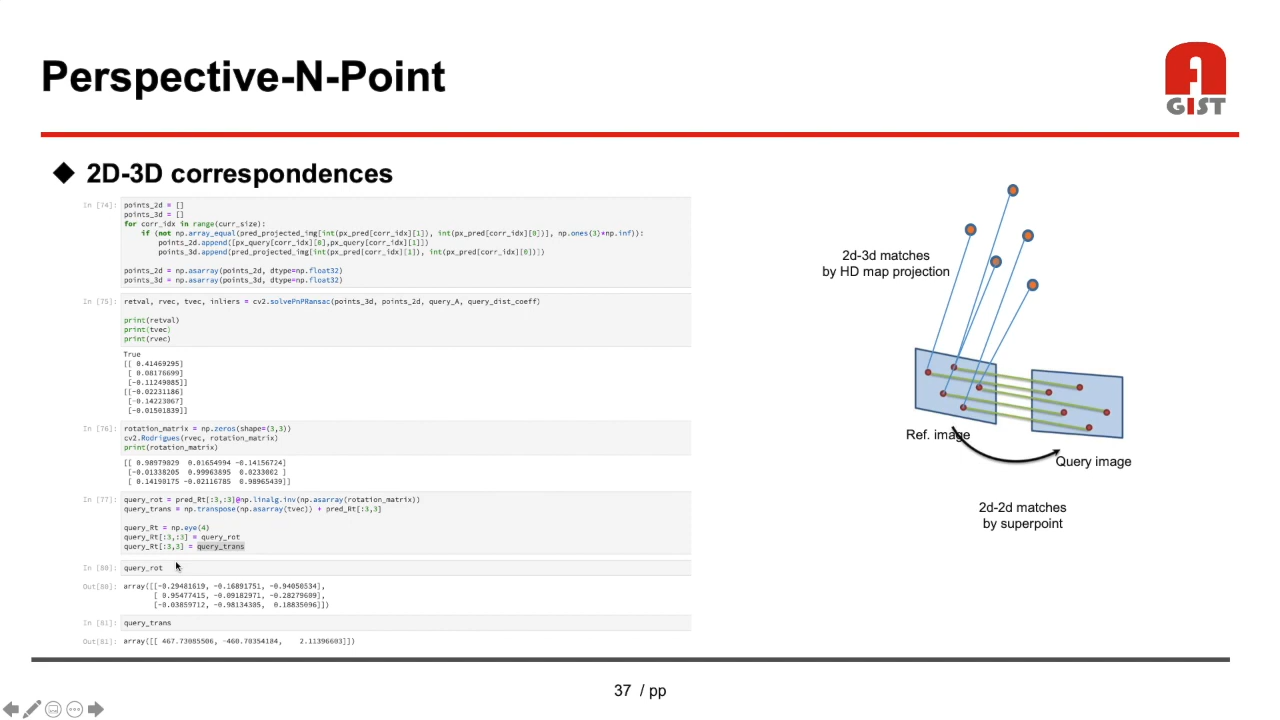 Perspective-N-Point
GIST
2D-3D correspondences
In [74]: points_2d = []
points_3d = []
for corr_idx in range(curr_size):
if (not np.array_equal(pred_projected_img[int(px_pred[corr_idx][1]), int(px_pred[corr_idx][0])], np.ones(3)*np.inf)):
points_2d.append([px_query[corr_idx][0],px_query[corr_idx][1]])
points_3d.append(pred_projected_img[int(px_pred[corr_idx][1]), int(px_pred[corr_idx][0])])
points_2d = np.asarray(points_2d, dtype=np.float32)
points_3d = np.asarray(points_3d, dtype=np.float32)
In [75]: retval, rvec, tvec, inliers = cv2.solvePnPRansac(points_3d, points_2d, query_A, query_dist_coeff)
print(retval)
print(tvec)
print(rvec)
True
[[ 0.41469295]
[ 0.08176699]
[-0.11249085]]
[[-0.02231186]
[-0.14223067]
[-0.01501839]]
In [76]: rotation_matrix = np.zeros(shape=(3,3))
cv2.Rodrigues(rvec, rotation_matrix)
print(rotation_matrix)
[[ 0.98979029 0.01654994 -0.14156724]
[-0.01338205 0.99963895 0.0233002 ]
[ 0.14190175 -0.02116785 0.98965439]]
In [77]: query_rot = pred_Rt[:3,:3]@np.linalg.inv(np.asarray(rotation_matrix))
query_trans = np.transpose(np.asarray(tvec)) + pred_Rt[:3,3]
query_Rt = np.eye(4)
query_Rt[:3,:3] = query_rot
query_Rt[:3,3] = query_trans
In [80]: query_rot
Out[80]: array([[-0.29481619, -0.16891751, -0.94050534],
[ 0.95477415, -0.09182971, -0.28279609],
[-0.03859712, -0.98134305, 0.18835096]])
In [81]: query_trans
Out[81]: array([[ 467.73085506, -460.70354184, 2.11396603]])
2d-3d matches
by HD map projection
Ref. image
Query image
2d-2d matches
by superpoint
37 / pp